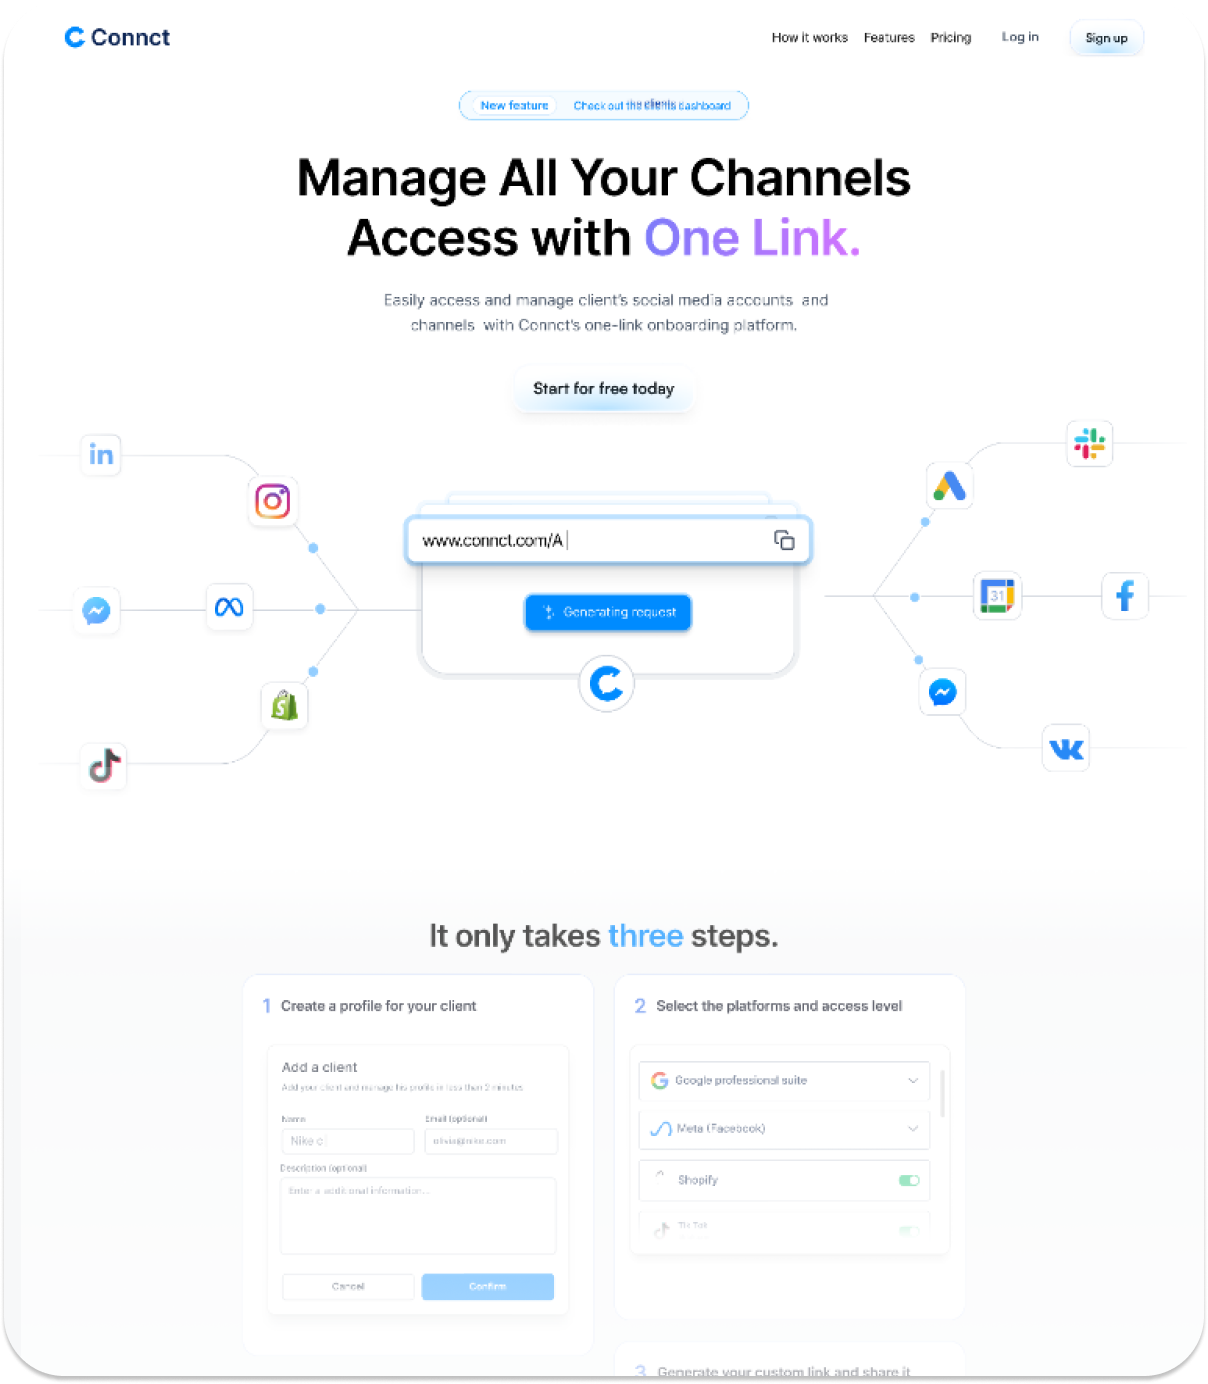 Connct
How it works Features Pricing Log in Sign up
New feature Check out the clients dashboard
Manage All Your Channels
Access with One Link.
Easily access and manage client's social media accounts and
channels with Connct's one-link onboarding platform.
Start for free today
in
www.connct.com/A
31
Generating request
It only takes three steps.
1 Create a profile for your client
Add a client
Add your client and manage his profile in less than 2 minutes
Name Email (optional)
Nike c olivia@nike.com
Description (optional)
Enter a additional information...
Cancel Confirm
2 Select the platforms and access level
Google professional suite
Meta (Facebook)
Shopify
Tik Tok
3 Generate your custom link and share it